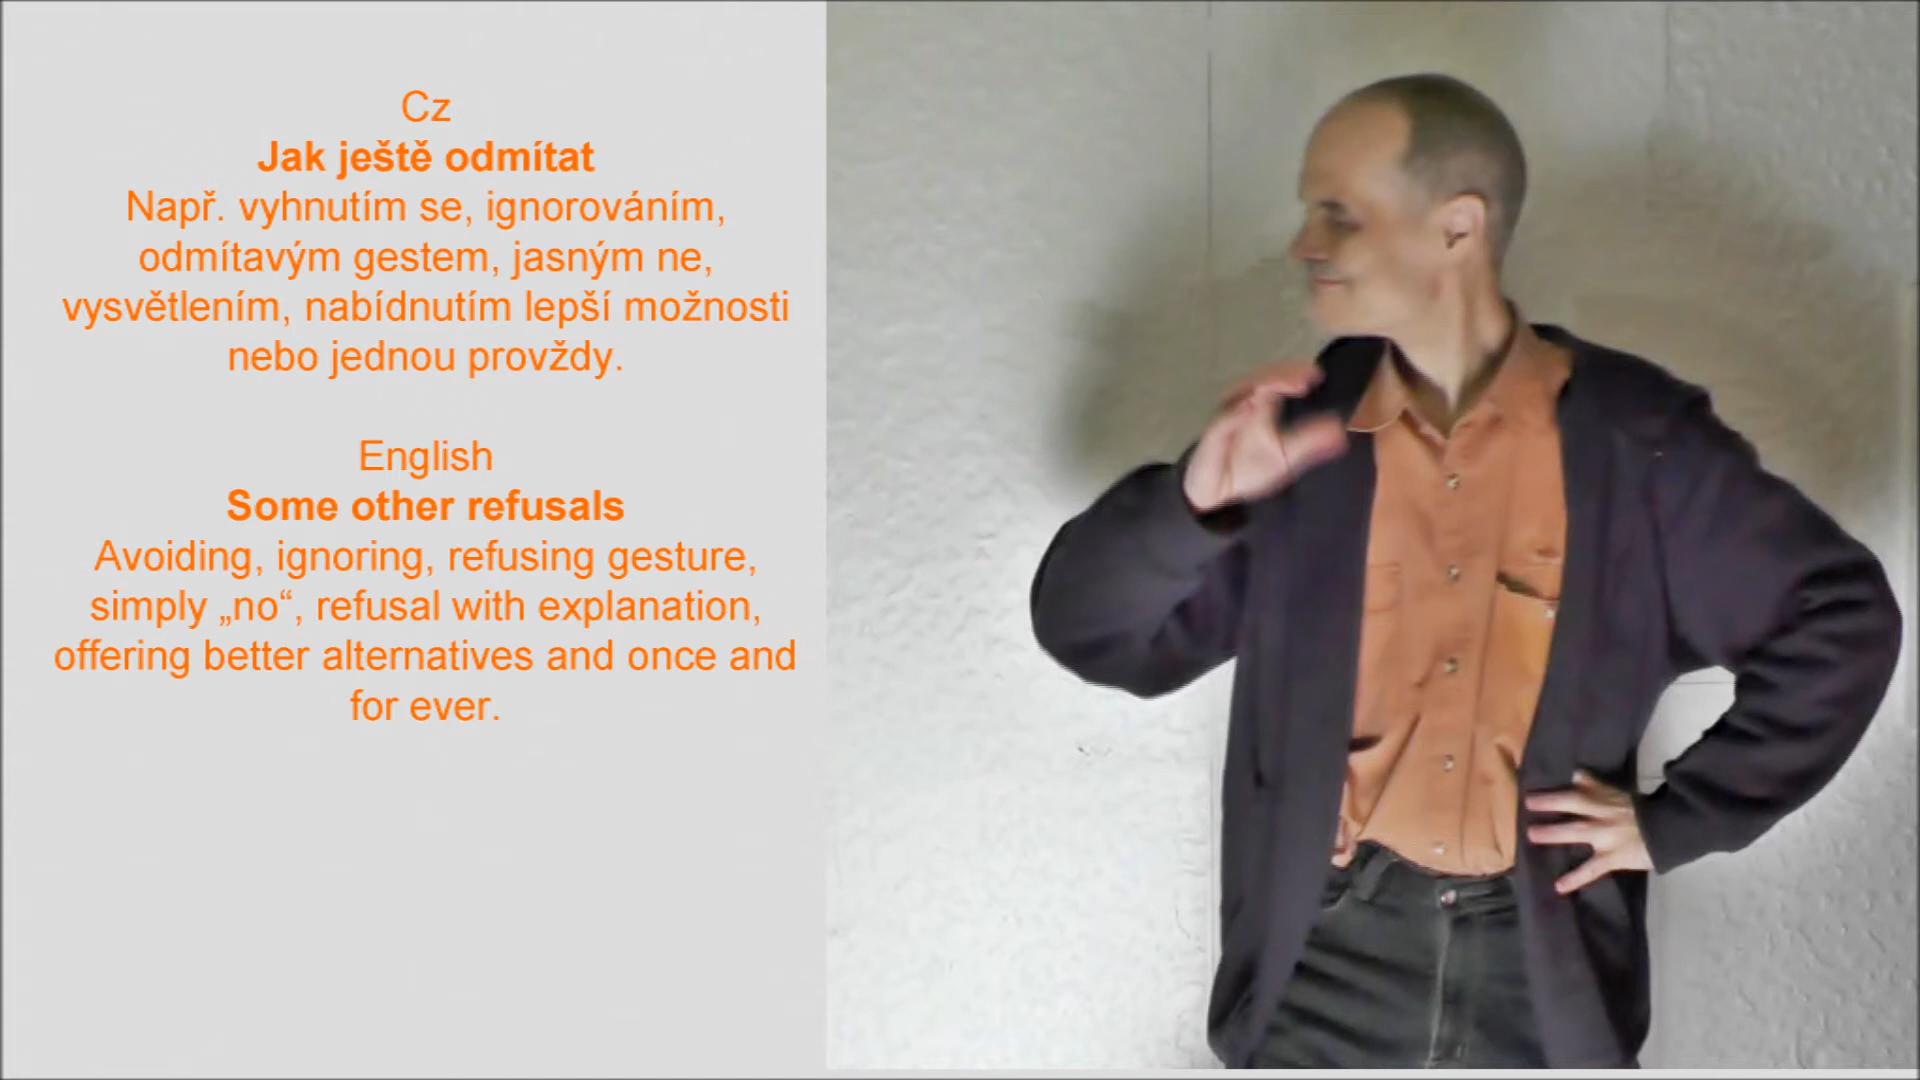 Cz
Jak ještě odmítat
Např. vyhnutím se, ignorováním,
odmítavým gestem, jasným ne,
vysvětlením, nabídnutím lepší možnosti
nebo jednou provždy.
English
Some other refusals
Avoiding, ignoring, refusing gesture,
simply „no“, refusal with explanation,
offering better alternatives and once and
for ever.